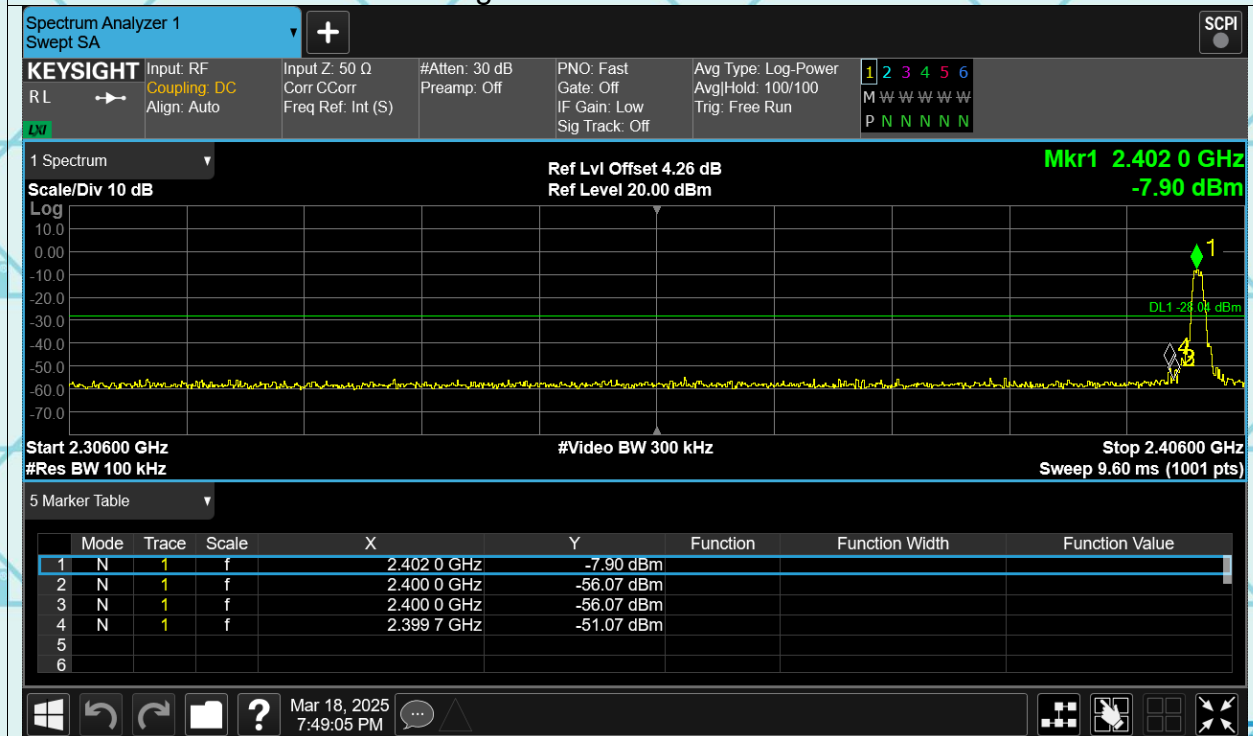 Spectrum Analyzer 1
Swept SA
+
SCPI
KEYSIGHT Input: RF Input Z: 50 Ω #Atten: 30 dB PNO: Fast Avg Type: Log-Power 1 2 3 4 5 6
RL Coupling: DC Corr CCorr Preamp: Off Gate: Off Avg|Hold: 100/100 M W W W W W W
Align: Auto Freq Ref: Int (S) IF Gain: Low Trig: Free Run P N N N N N N
LXI Sig Track: Off
1 Spectrum Ref Lvl Offset 4.26 dB Mkr1 2.402 0 GHz
Scale/Div 10 dB Ref Level 20.00 dBm -7.90 dBm
Log
10.0
0.00
1
-10.0
-20.0
DL1 -28.04 dBm
-30.0
-40.0
4
-50.0
-60.0
-70.0
Start 2.30600 GHz #Video BW 300 kHz Stop 2.40600 GHz
#Res BW 100 kHz Sweep 9.60 ms (1001 pts)
5 Marker Table
Mode Trace Scale X Y Function Function Width Function Value
1 N 1 f 2.402 0 GHz -7.90 dBm
2 N 1 f 2.400 0 GHz -56.07 dBm
3 N 1 f 2.400 0 GHz -56.07 dBm
4 N 1 f 2.399 7 GHz -51.07 dBm
5
6
? Mar 18, 2025
7:49:05 PM